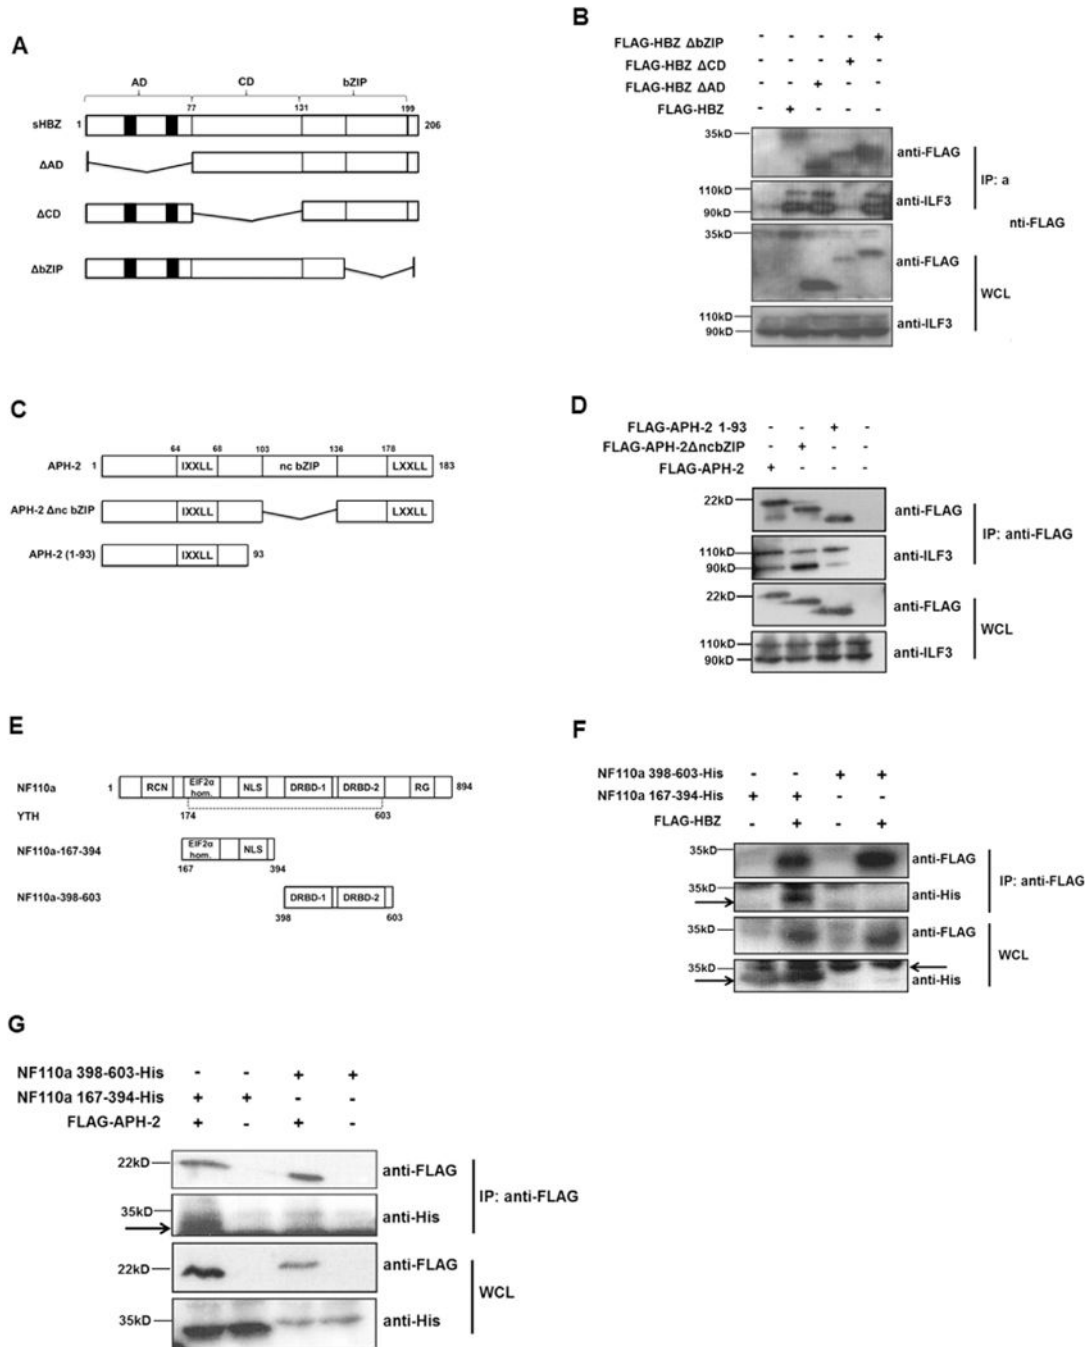 A
AD CD bZIP
77 131 199
sHBZ 1 206
ΔAD
ΔCD
ΔbZIP
B
FLAG-HBZ ΔbZIP - - - - +
FLAG-HBZ ΔCD - - - + -
FLAG-HBZ ΔAD - - + - -
FLAG-HBZ - + - - -
35kD anti-FLAG
IP: a
110kD
90kD anti-ILF3
nti-FLAG
35kD anti-FLAG
WCL
110kD
90kD anti-ILF3
C
64 68 103 136 178
APH-2 1 IXXLL nc bZIP LXXLL 183
APH-2 Δnc bZIP IXXLL LXXLL
APH-2 (1-93) IXXLL 93
D
FLAG-APH-2 1-93 - - + -
FLAG-APH-2ΔncbZIP - + - -
FLAG-APH-2 + - - -
22kD anti-FLAG
IP: anti-FLAG
110kD anti-ILF3
90kD
22kD anti-FLAG
WCL
110kD anti-ILF3
90kD
E
NF110a 1 RCN EIF2α hom. NLS DRBD-1 DRBD-2 RG 894
YTH 174 603
NF110a-167-394 EIF2α hom. NLS
167 394
NF110a-398-603 DRBD-1 DRBD-2
398 603
F
NF110a 398-603-His - - + +
NF110a 167-394-His + + - -
FLAG-HBZ - + - +
35kD anti-FLAG
IP: anti-FLAG
35kD anti-His
35kD anti-FLAG
WCL
35kD anti-His
G
NF110a 398-603-His - - + +
NF110a 167-394-His + + - -
FLAG-APH-2 + - + -
22kD anti-FLAG
IP: anti-FLAG
35kD anti-His
22kD anti-FLAG
WCL
35kD anti-His